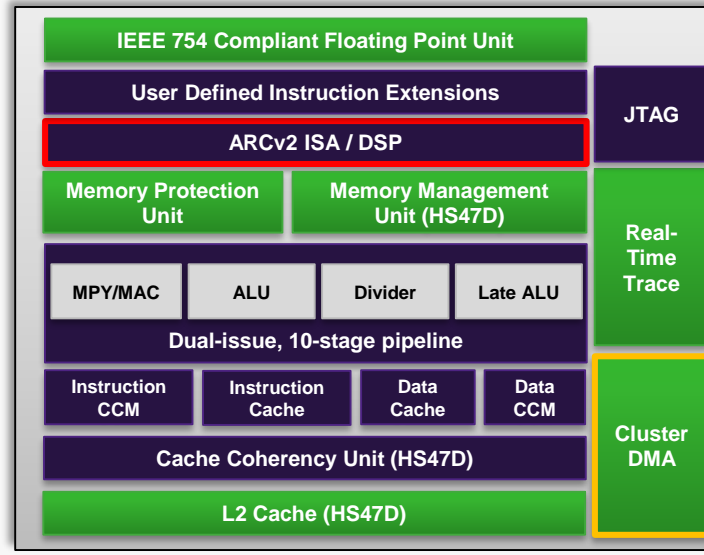 IEEE 754 Compliant Floating Point Unit
User Defined Instruction Extensions
JTAG
ARCv2 ISA / DSP
Memory Protection
Unit
Memory Management
Unit (HS47D)
Real-
Time
Trace
MPY/MAC
ALU
Divider
Late ALU
Dual-issue, 10-stage pipeline
Instruction
CCM
Instruction
Cache
Data
Cache
Data
CCM
Cluster
DMA
Cache Coherency Unit (HS47D)
L2 Cache (HS47D)